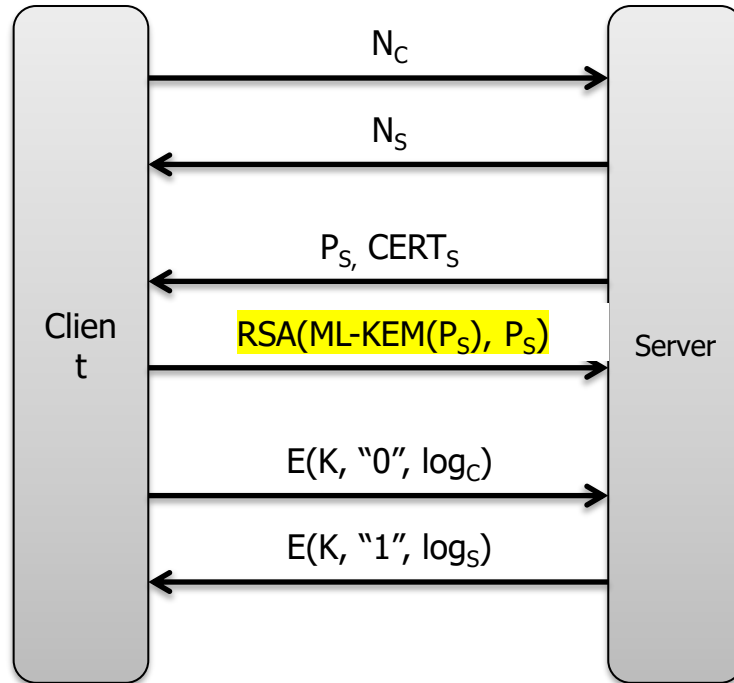 N_C
N_S
P_S, CERT_S
RSA(ML-KEM(P_S), P_S)
Clien
t
Server
E(K, “0”, log_C)
E(K, “1”, log_S)